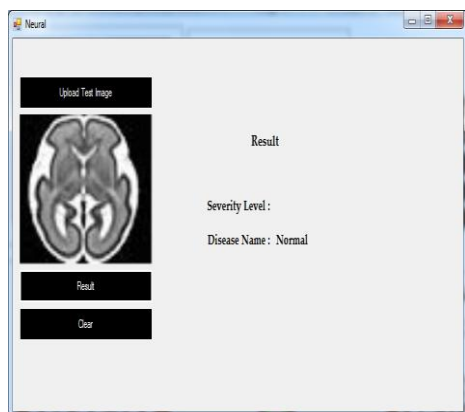 Neural
Upload Test Image
Result
Severity Level :
Disease Name : Normal
Result
Clear